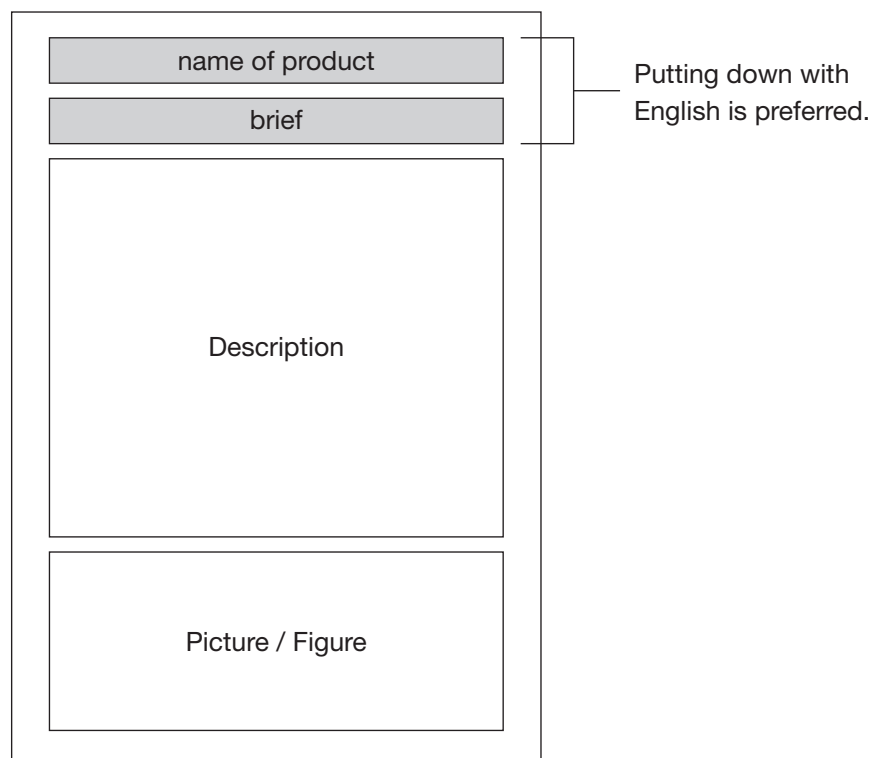 name of product
brief
Putting down with
English is preferred.
Description
Picture / Figure